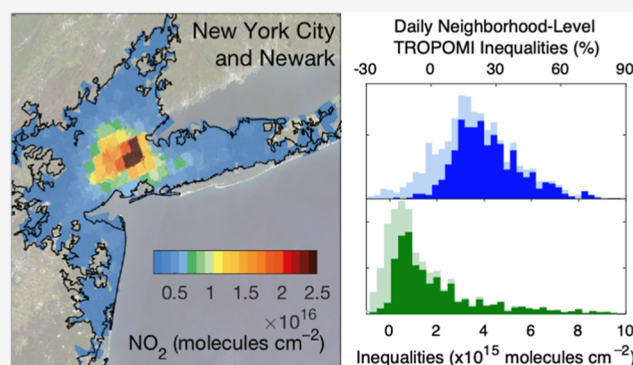 New York City
and Newark
0.5 1 1.5 2 2.5
×10¹⁶
NO₂ (molecules cm⁻²)
Daily Neighborhood-Level
TROPOMI Inequalities (%)
-30 0 30 60 90
0 2 4 6 8 10
Inequalities (x10¹⁵ molecules cm⁻²)